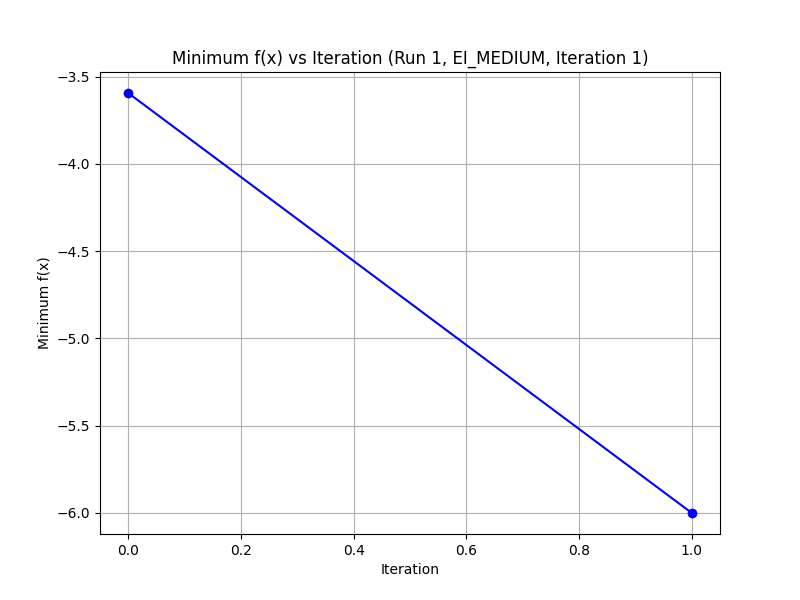 Minimum f(x) vs Iteration (Run 1, EI_MEDIUM, Iteration 1)
Minimum f(x)
−3.5
−4.0
−4.5
−5.0
−5.5
−6.0
0.0 0.2 0.4 0.6 0.8 1.0
Iteration